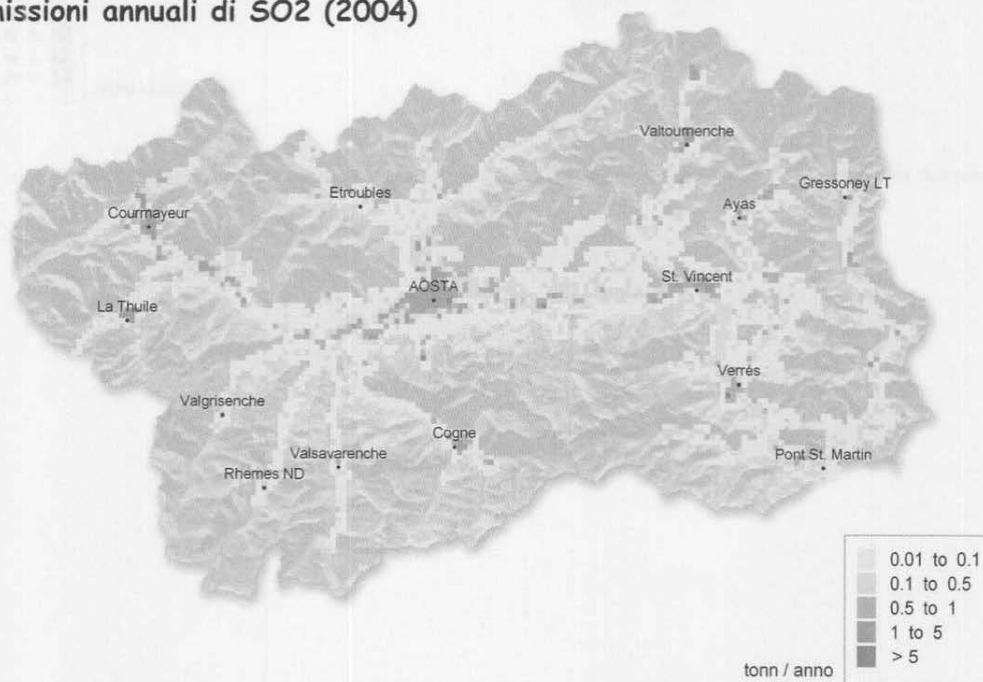 issioni annuali di SO2 (2004)
Valtournenche
Gressoney LT
Etroubles
Ayas
Courmayeur
St. Vincent
AOSTA
La Thuile
Verrés
Valgrisenche
Cogne
Valsavarenche
Pont St. Martin
Rhemes ND
0.01 to 0.1
0.1 to 0.5
0.5 to 1
1 to 5
> 5
tonn / anno